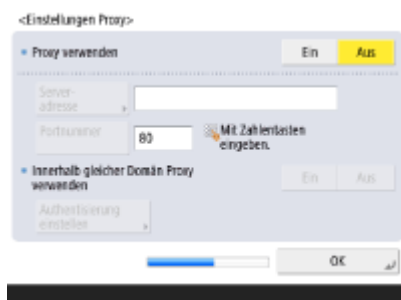 <Einstellungen Proxy>
Proxy verwenden
Ein
Aus
Server-
adresse
Portnummer
80
Mit Zahlentasten
eingeben.
Innerhalb gleicher Domän Proxy
verwenden
Ein
Aus
Authentisierung
einstellen
OK